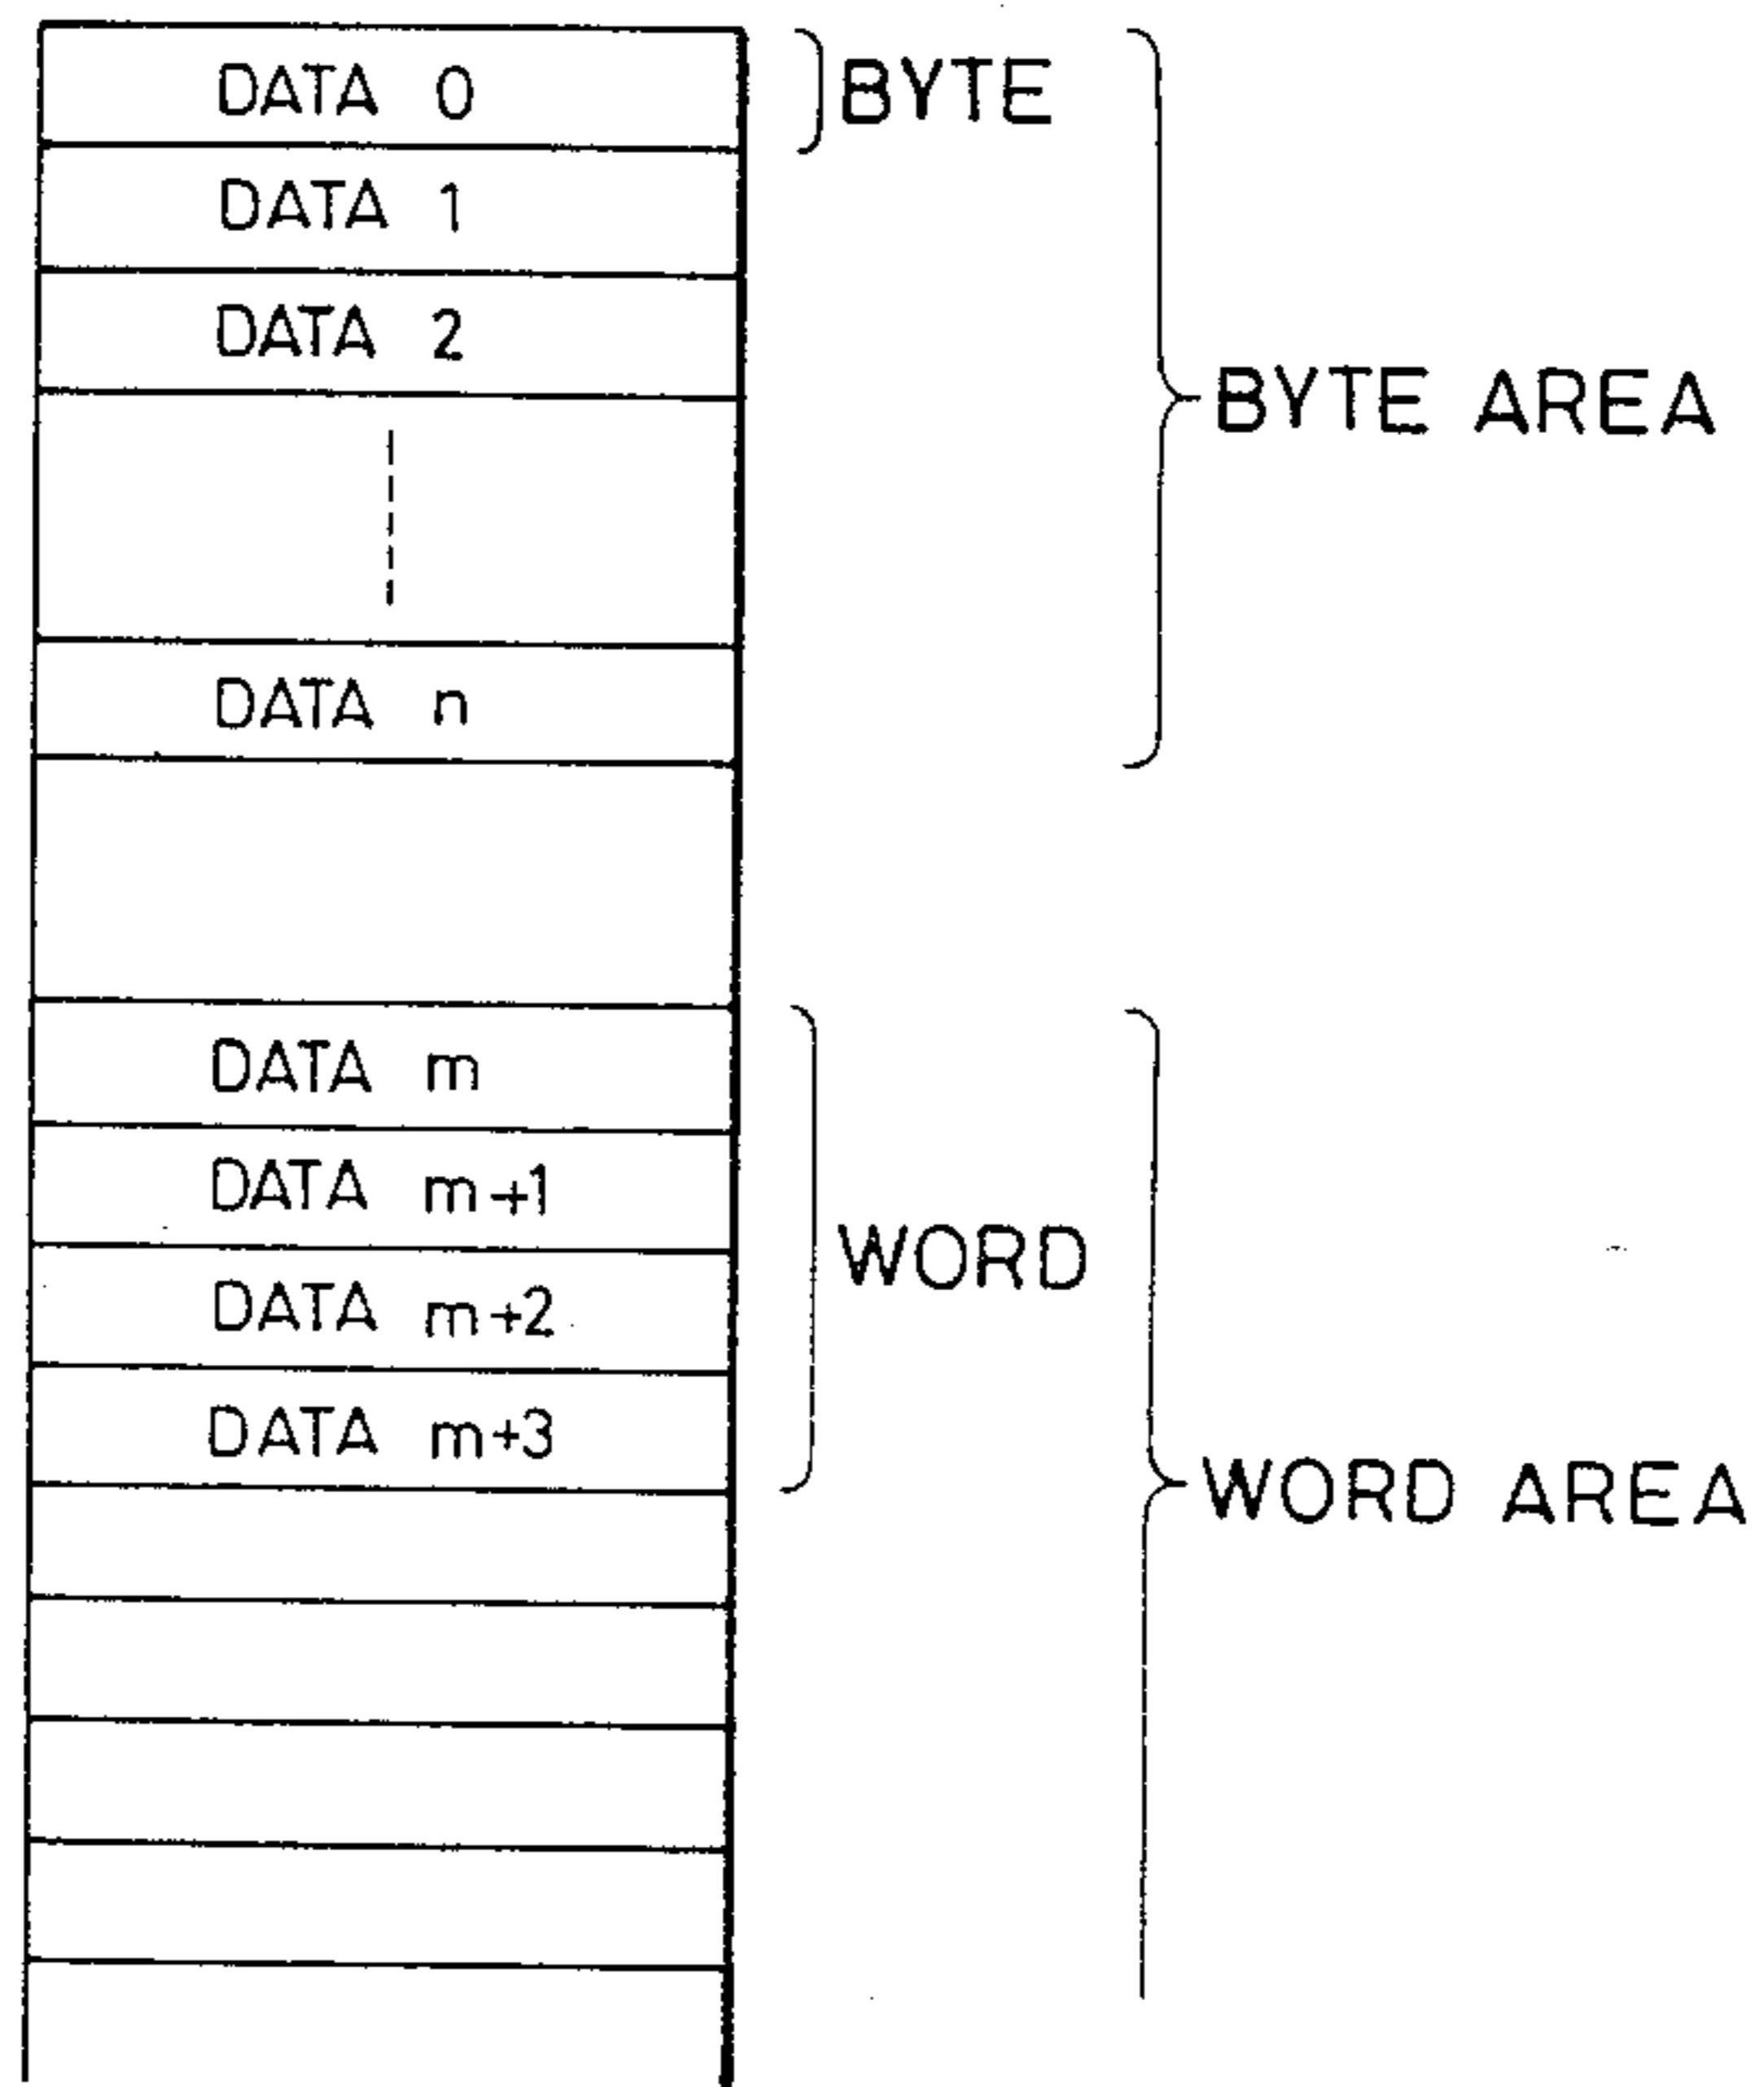 DATA 0
BYTE
DATA 1
DATA 2
BYTE AREA
DATA n
DATA m
DATA m+1
WORD
DATA m+2
DATA m+3
WORD AREA